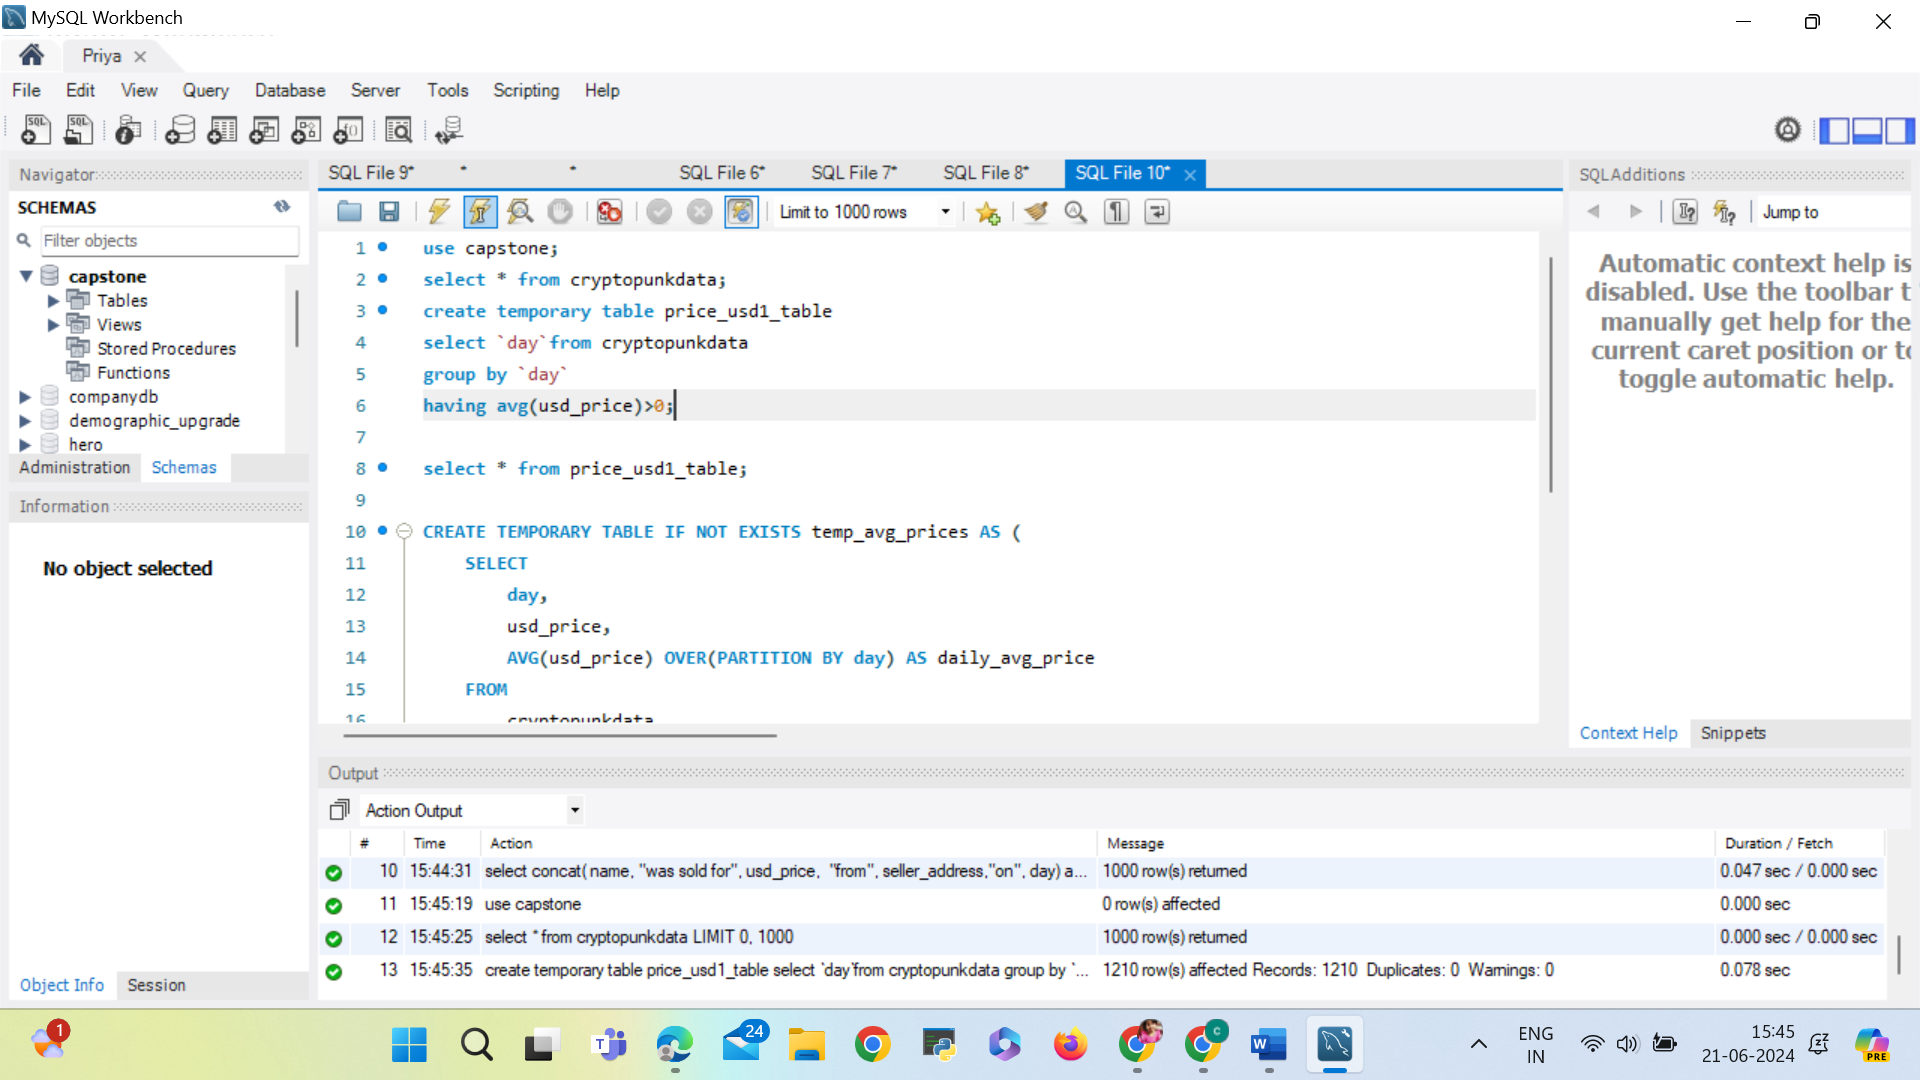 MySQL Workbench
Priya
File Edit View Query Database Server Tools Scripting Help
Navigator
SCHEMAS
Filter objects
capstone
Tables
Views
Stored Procedures
Functions
companydb
demographic_upgrade
hero
Administration Schemas
Information
No object selected
Object Info Session
SQL File 9* * * SQL File 6* SQL File 7* SQL File 8* SQL File 10*
Limit to 1000 rows
1 use capstone;
2 select * from cryptopunkdata;
3 create temporary table price_usd1_table
4 select `day`from cryptopunkdata
5 group by `day`
6 having avg(usd_price)>0;
7
8 select * from price_usd1_table;
9
10 CREATE TEMPORARY TABLE IF NOT EXISTS temp_avg_prices AS (
11 SELECT
12 day,
13 usd_price,
14 AVG(usd_price) OVER(PARTITION BY day) AS daily_avg_price
15 FROM
16 cryptopunkdata
SQLAdditions
Jump to
Automatic context help is
disabled. Use the toolbar t
manually get help for the
current caret position or to
toggle automatic help.
Context Help Snippets
Output
Action Output
# Time Action Message Duration / Fetch
10 15:44:31 select concat( name, "was sold for", usd_price, "from", seller_address,"on", day) a... 1000 row(s) returned 0.047 sec / 0.000 sec
11 15:45:19 use capstone 0 row(s) affected 0.000 sec
12 15:45:25 select * from cryptopunkdata LIMIT 0, 1000 1000 row(s) returned 0.000 sec / 0.000 sec
13 15:45:35 create temporary table price_usd1_table select `day`from cryptopunkdata group by `... 1210 row(s) affected Records: 1210 Duplicates: 0 Warnings: 0 0.078 sec
1
24
C
ENG
IN
15:45
21-06-2024
PRE